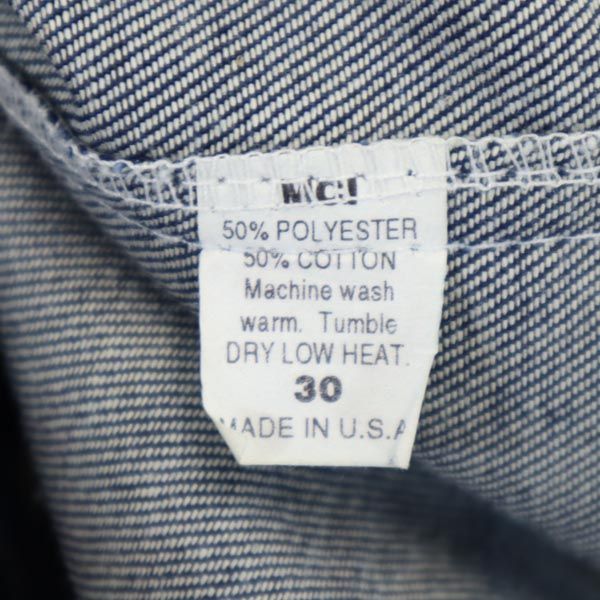 50% POLYESTER
50% COTTON
Machine wash
warm. Tumble
DRY LOW HEAT.
30
MADE IN U.S.A